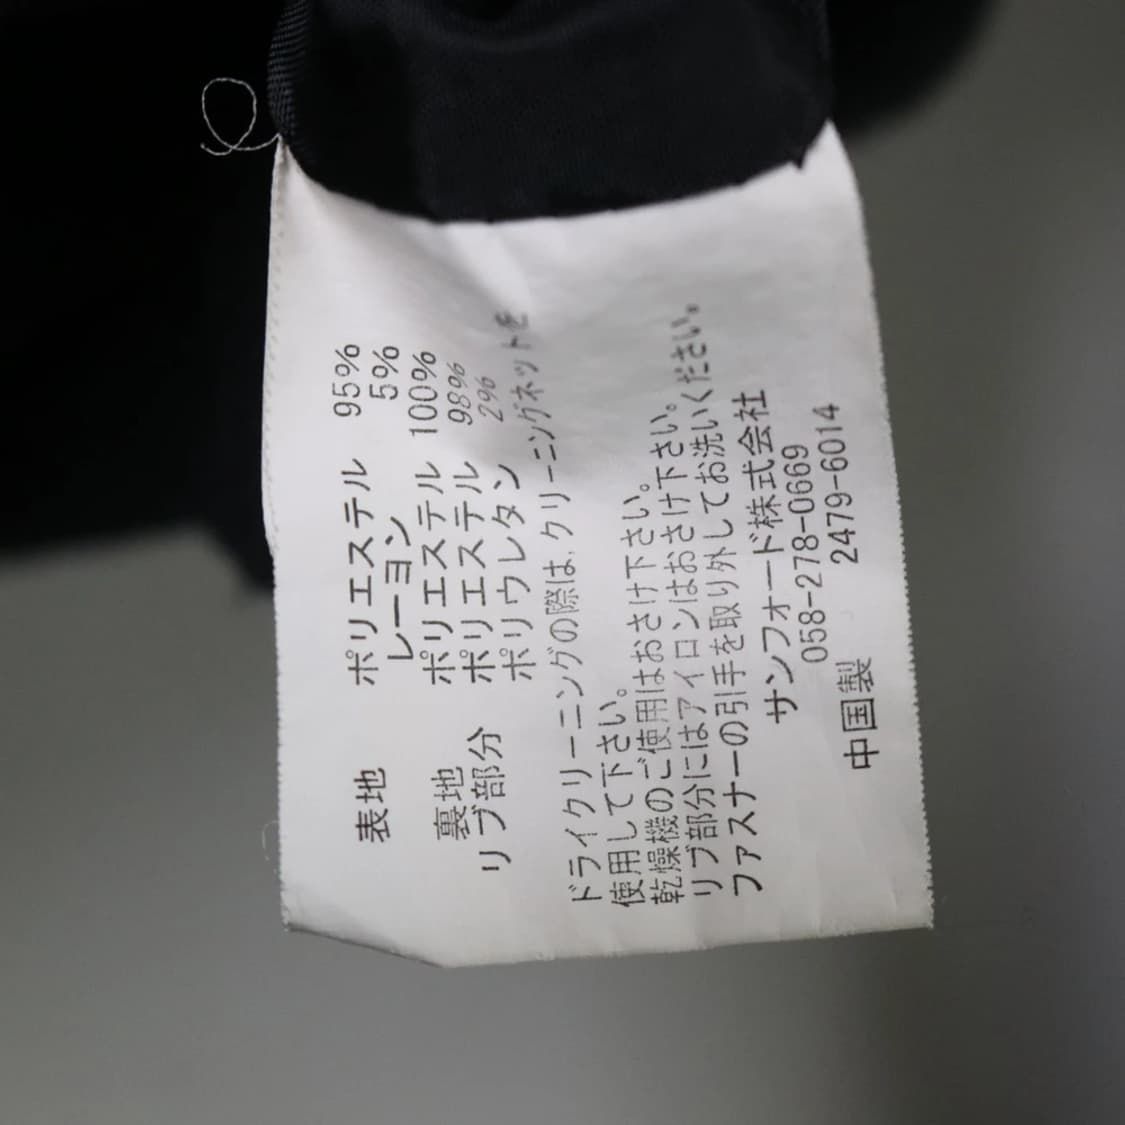 表地 ポリエステル 95%
レーヨン 5%
裏地 ポリエステル 100%
リブ部分 ポリエステル 98%
ポリウレタン 2%
ドライクリーニングの際は、クリーニングネットを
使用して下さい。
乾燥機のご使用はおさけ下さい。
リブ部分にはアイロンはおさけ下さい。
ファスナーの引手を取り外してお洗いください。
サンフォード株式会社
058-278-0669
中国製 2479-6014